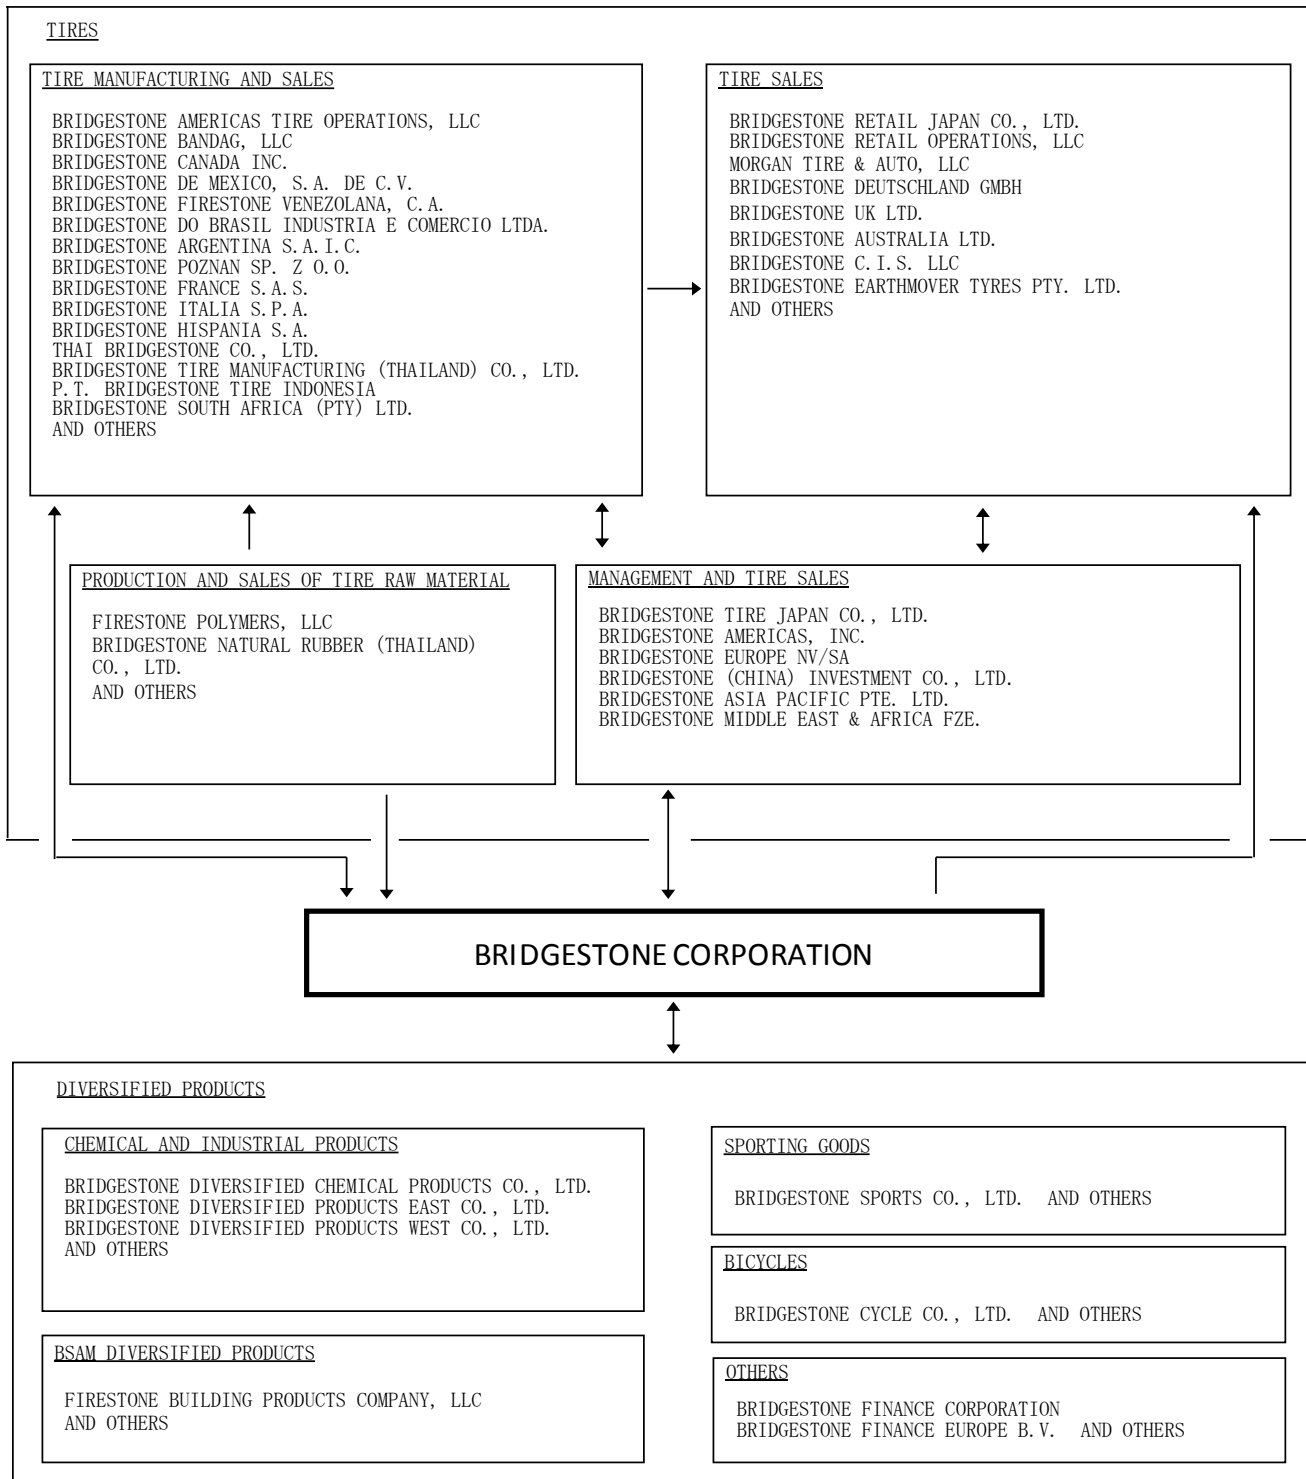 TIRES
TIRE MANUFACTURING AND SALES
BRIDGESTONE AMERICAS TIRE OPERATIONS, LLC
BRIDGESTONE BANDAG, LLC
BRIDGESTONE CANADA INC.
BRIDGESTONE DE MEXICO, S.A. DE C.V.
BRIDGESTONE FIRESTONE VENEZOLANA, C.A.
BRIDGESTONE DO BRASIL INDUSTRIA E COMERCIO LTDA.
BRIDGESTONE ARGENTINA S.A.I.C.
BRIDGESTONE POZNAN SP. Z O.O.
BRIDGESTONE FRANCE S.A.S.
BRIDGESTONE ITALIA S.P.A.
BRIDGESTONE HISPANIA S.A.
THAI BRIDGESTONE CO., LTD.
BRIDGESTONE TIRE MANUFACTURING (THAILAND) CO., LTD.
P.T. BRIDGESTONE TIRE INDONESIA
BRIDGESTONE SOUTH AFRICA (PTY) LTD.
AND OTHERS
TIRE SALES
BRIDGESTONE RETAIL JAPAN CO., LTD.
BRIDGESTONE RETAIL OPERATIONS, LLC
MORGAN TIRE & AUTO, LLC
BRIDGESTONE DEUTSCHLAND GMBH
BRIDGESTONE UK LTD.
BRIDGESTONE AUSTRALIA LTD.
BRIDGESTONE C.I.S. LLC
BRIDGESTONE EARTHMOVER TYRES PTY. LTD.
AND OTHERS
PRODUCTION AND SALES OF TIRE RAW MATERIAL
FIRESTONE POLYMERS, LLC
BRIDGESTONE NATURAL RUBBER (THAILAND)
CO., LTD.
AND OTHERS
MANAGEMENT AND TIRE SALES
BRIDGESTONE TIRE JAPAN CO., LTD.
BRIDGESTONE AMERICAS, INC.
BRIDGESTONE EUROPE NV/SA
BRIDGESTONE (CHINA) INVESTMENT CO., LTD.
BRIDGESTONE ASIA PACIFIC PTE. LTD.
BRIDGESTONE MIDDLE EAST & AFRICA FZE.
BRIDGESTONE CORPORATION
DIVERSIFIED PRODUCTS
CHEMICAL AND INDUSTRIAL PRODUCTS
BRIDGESTONE DIVERSIFIED CHEMICAL PRODUCTS CO., LTD.
BRIDGESTONE DIVERSIFIED PRODUCTS EAST CO., LTD.
BRIDGESTONE DIVERSIFIED PRODUCTS WEST CO., LTD.
AND OTHERS
BSAM DIVERSIFIED PRODUCTS
FIRESTONE BUILDING PRODUCTS COMPANY, LLC
AND OTHERS
SPORTING GOODS
BRIDGESTONE SPORTS CO., LTD. AND OTHERS
BICYCLES
BRIDGESTONE CYCLE CO., LTD. AND OTHERS
OTHERS
BRIDGESTONE FINANCE CORPORATION
BRIDGESTONE FINANCE EUROPE B.V. AND OTHERS